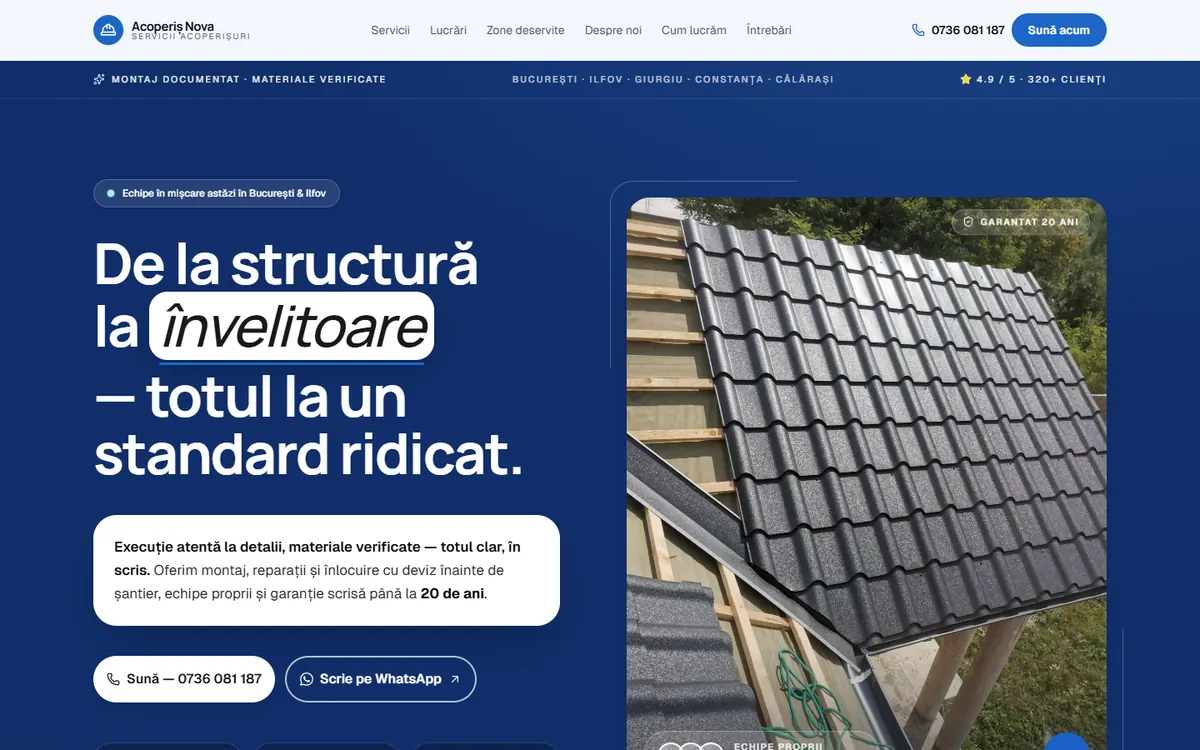 Acoperiș Nova
SERVICII ACOPERIȘURI
Servicii
Lucrări
Zone deservite
Despre noi
Cum lucrăm
Întrebări
0736 081 187
Sună acum
MONTAJ DOCUMENTAT · MATERIALE VERIFICATE
BUCUREȘTI · ILFOV · GIURGIU · CONSTANȚA · CĂLĂRAȘI
4.9 / 5 · 320+ CLIENȚI
Echipe în mișcare astăzi în București & Ilfov
GARANTAT 20 ANI
De la structură
la învelitoare
— totul la un
standard ridicat.
Execuție atentă la detalii, materiale verificate — totul clar, în
scris. Oferim montaj, reparații și înlocuire cu deviz înainte de
șantier, echipe proprii și garanție scrisă până la 20 de ani.
Sună — 0736 081 187
Scrie pe WhatsApp
ECHIPE PROPRII